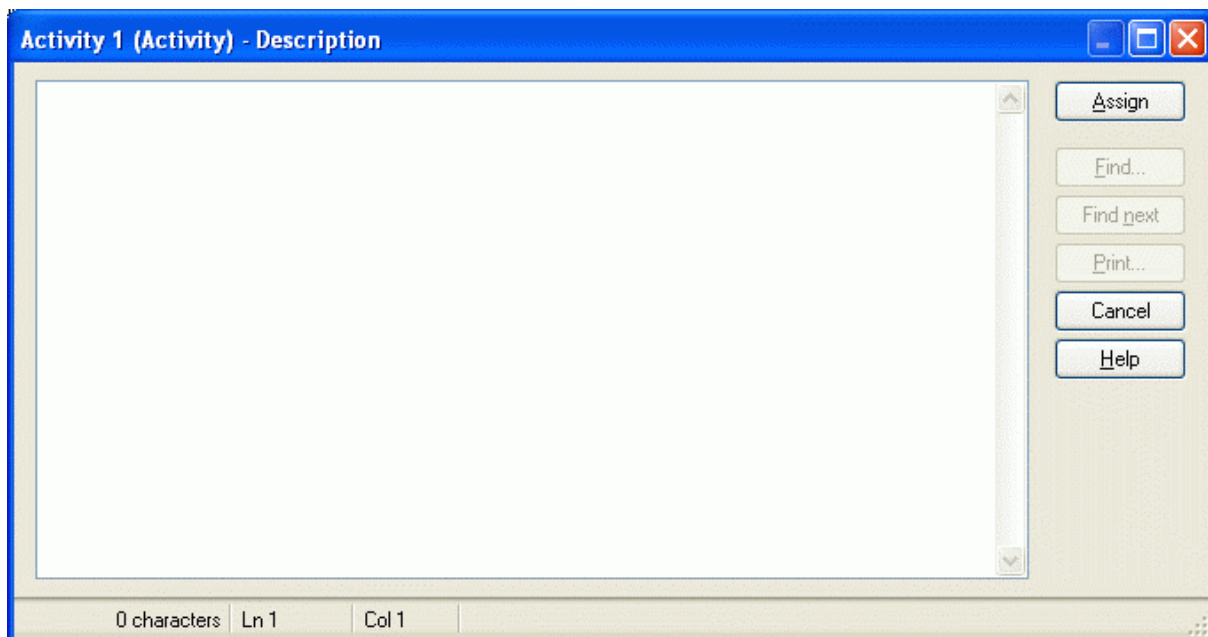 Activity 1 (Activity) - Description
Assign
Find...
Find next
Print...
Cancel
Help
0 characters Ln 1 Col 1